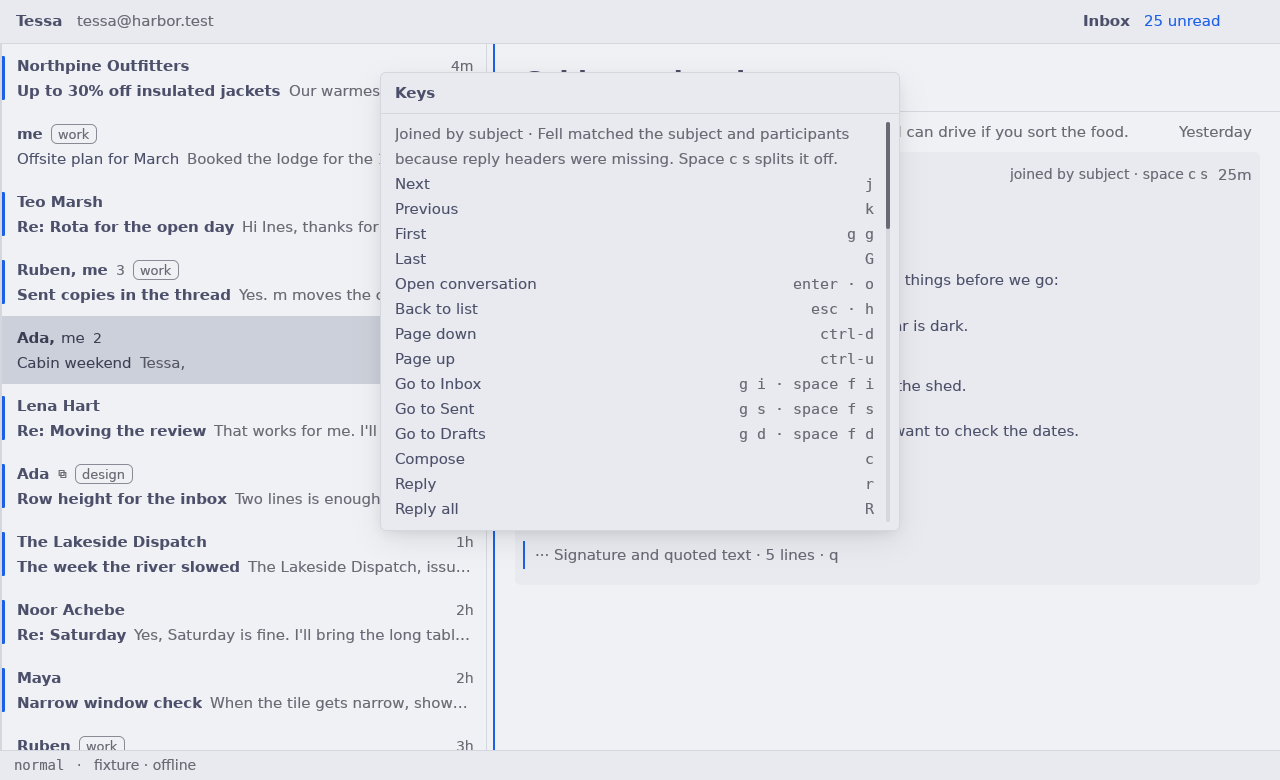 Tessa tessa@harbor.test Inbox 25 unread
Northpine Outfitters 4m
Up to 30% off insulated jackets Our warmes
me work
Offsite plan for March Booked the lodge for the
Teo Marsh
Re: Rota for the open day Hi Ines, thanks for
Ruben, me 3 work
Sent copies in the thread Yes. m moves the
Ada, me 2
Cabin weekend Tessa,
Lena Hart
Re: Moving the review That works for me. I'll
Ada design
Row height for the inbox Two lines is enough
The Lakeside Dispatch 1h
The week the river slowed The Lakeside Dispatch, issu…
Noor Achebe 2h
Re: Saturday Yes, Saturday is fine. I'll bring the long tabl…
Maya 2h
Narrow window check When the tile gets narrow, show…
Ruben work 3h
Keys
Joined by subject · Fell matched the subject and participants
because reply headers were missing. Space c s splits it off.
Next j
Previous k
First g g
Last G
Open conversation enter · o
Back to list esc · h
Page down ctrl-d
Page up ctrl-u
Go to Inbox g i · space f i
Go to Sent g s · space f s
Go to Drafts g d · space f d
Compose c
Reply r
Reply all R
can drive if you sort the food. Yesterday
joined by subject · space c s 25m
things before we go:
is dark.
the shed.
want to check the dates.
··· Signature and quoted text · 5 lines · q
normal · fixture · offline